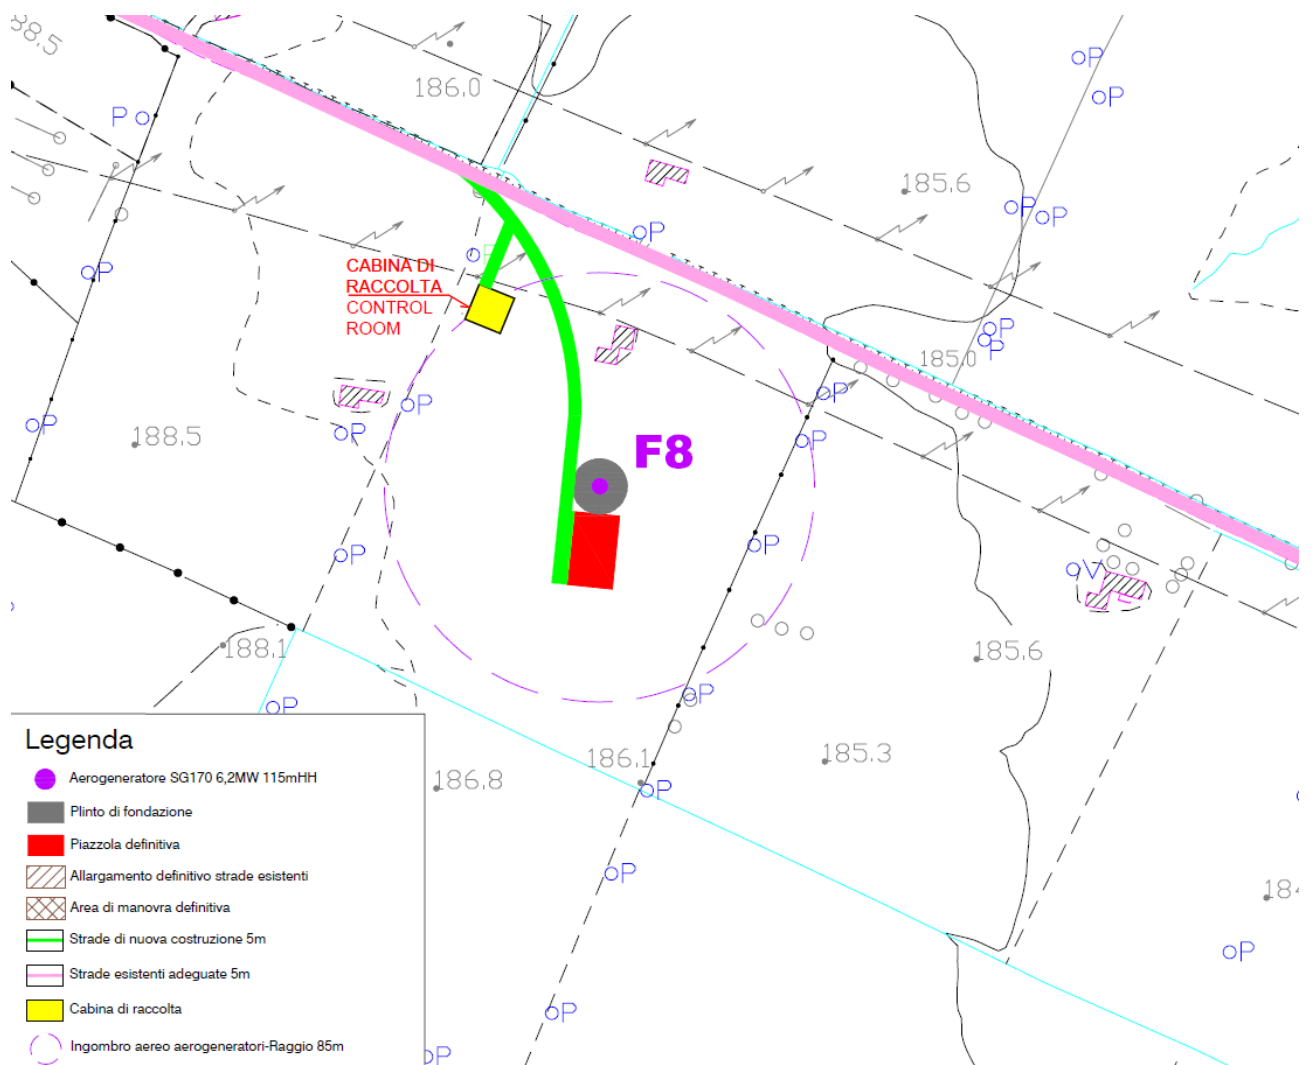 88.5
186.0
P
P
P
185.6
P
P
P
P
CABINA DI
RACCOLTA
CONTROL
ROOM
P
P
P
185.0
P
P
P
P
P
188.5
F8
P
P
P
V
188.1
185.6
P
P
186.1
185.3
186.8
P
P
184
P
P
P
Legenda
Aerogeneratore SG170 6,2MW 115mHH
Plinto di fondazione
Piazzola definitiva
Allargamento definitivo strade esistenti
Area di manovra definitiva
Strade di nuova costruzione 5m
Strade esistenti adeguate 5m
Cabina di raccolta
Ingombro aereo aerogeneratori-Raggio 85m